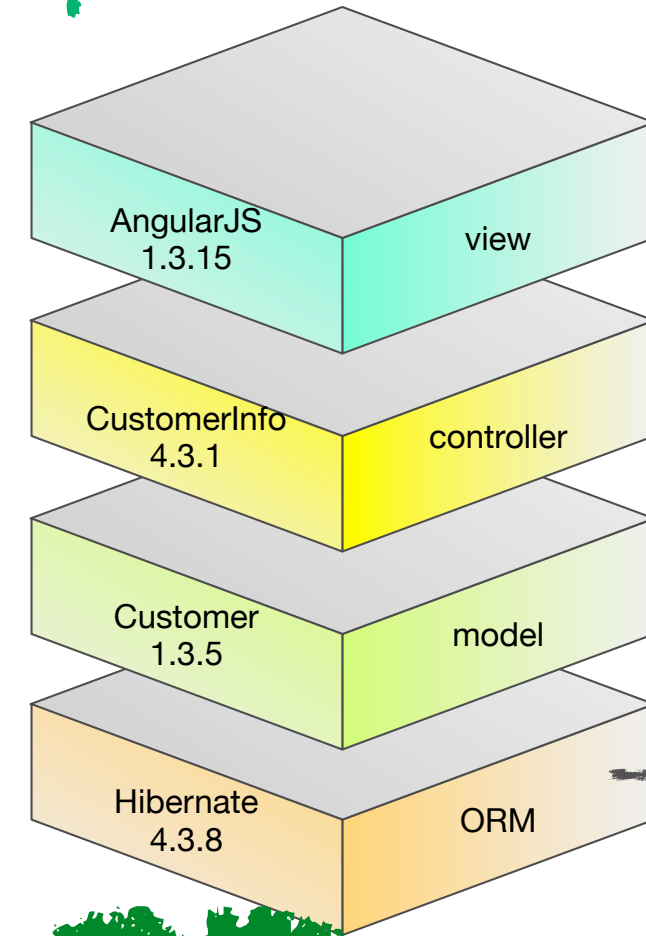 AngularJS
1.3.15
view
CustomerInfo
4.3.1
controller
Customer
1.3.5
model
Hibernate
4.3.8
ORM